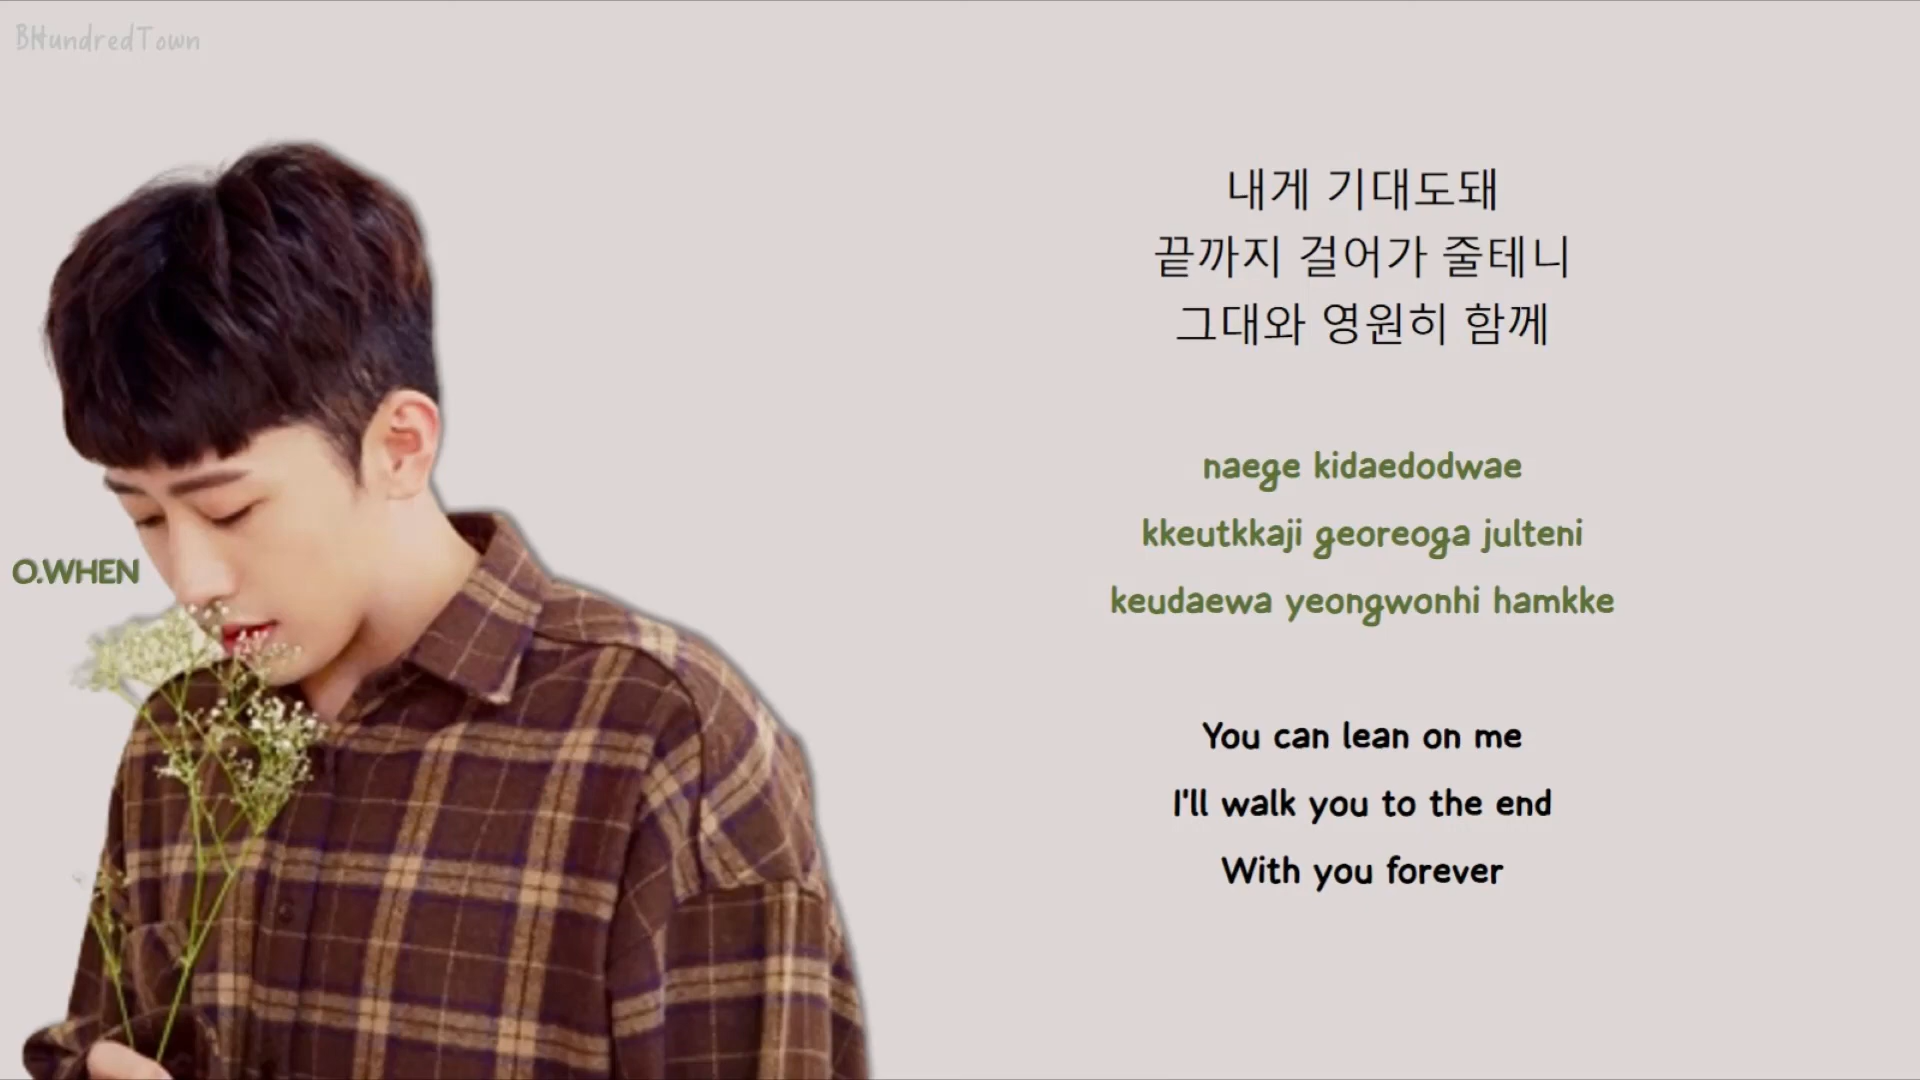 BHundredTown
내게 기대도돼
끝까지 걸어가 줄테니
그대와 영원히 함께
naege kidaedodwae
kkeutkkaji georeoga julteni
keudaewa yeongwonhi hamkke
O.WHEN
You can lean on me
I'll walk you to the end
With you forever